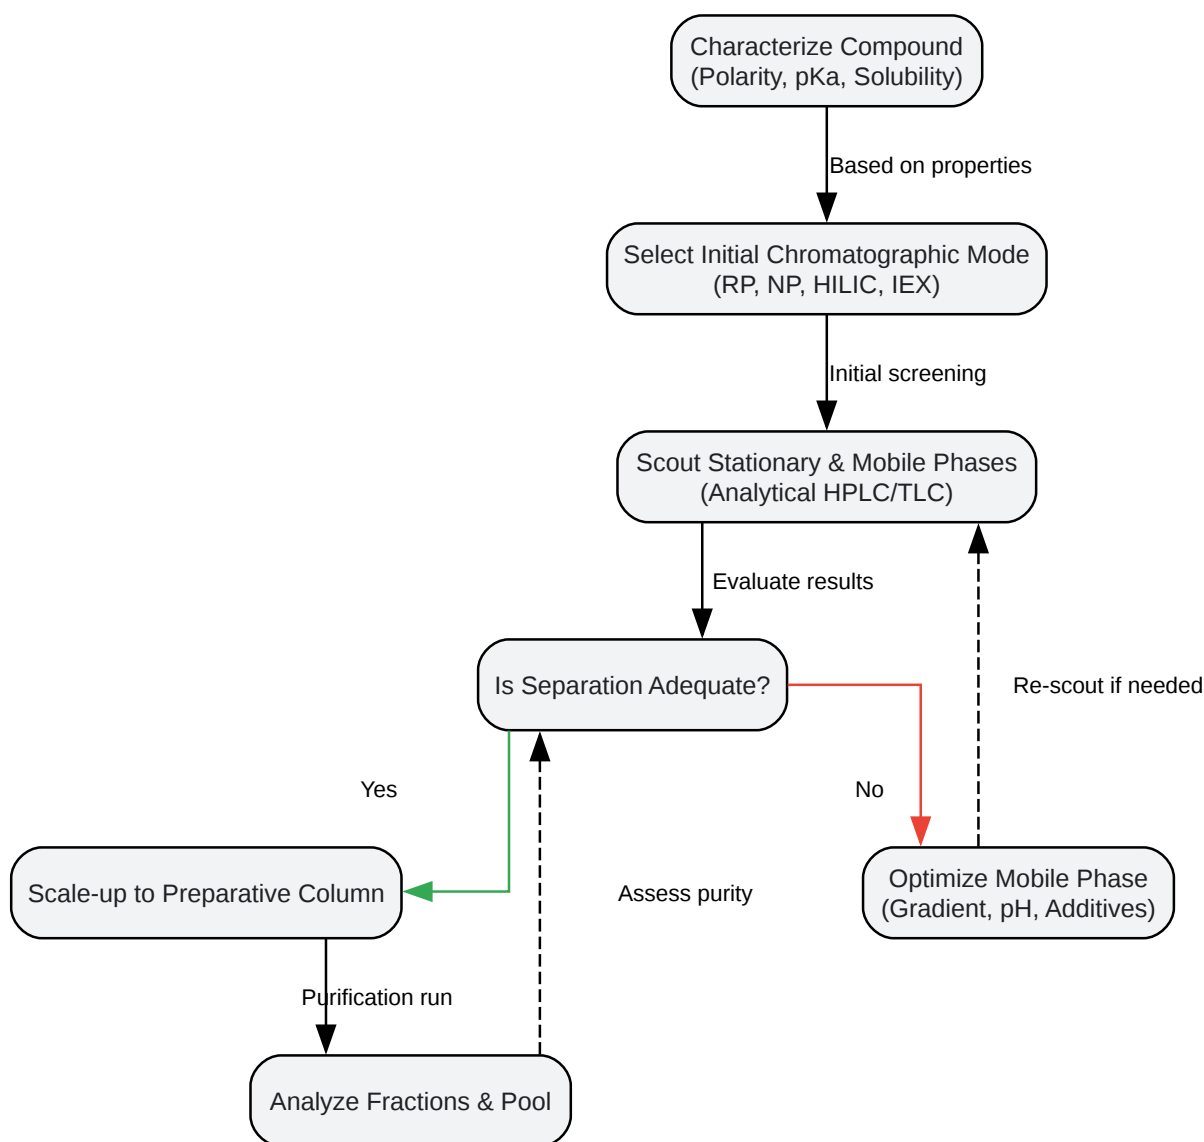 Characterize Compound
(Polarity, pKa, Solubility)
Based on properties
Select Initial Chromatographic Mode
(RP, NP, HILIC, IEX)
Initial screening
Scout Stationary & Mobile Phases
(Analytical HPLC/TLC)
Evaluate results
Is Separation Adequate?
Re-scout if needed
Yes
No
Scale-up to Preparative Column
Assess purity
Optimize Mobile Phase
(Gradient, pH, Additives)
Purification run
Analyze Fractions & Pool